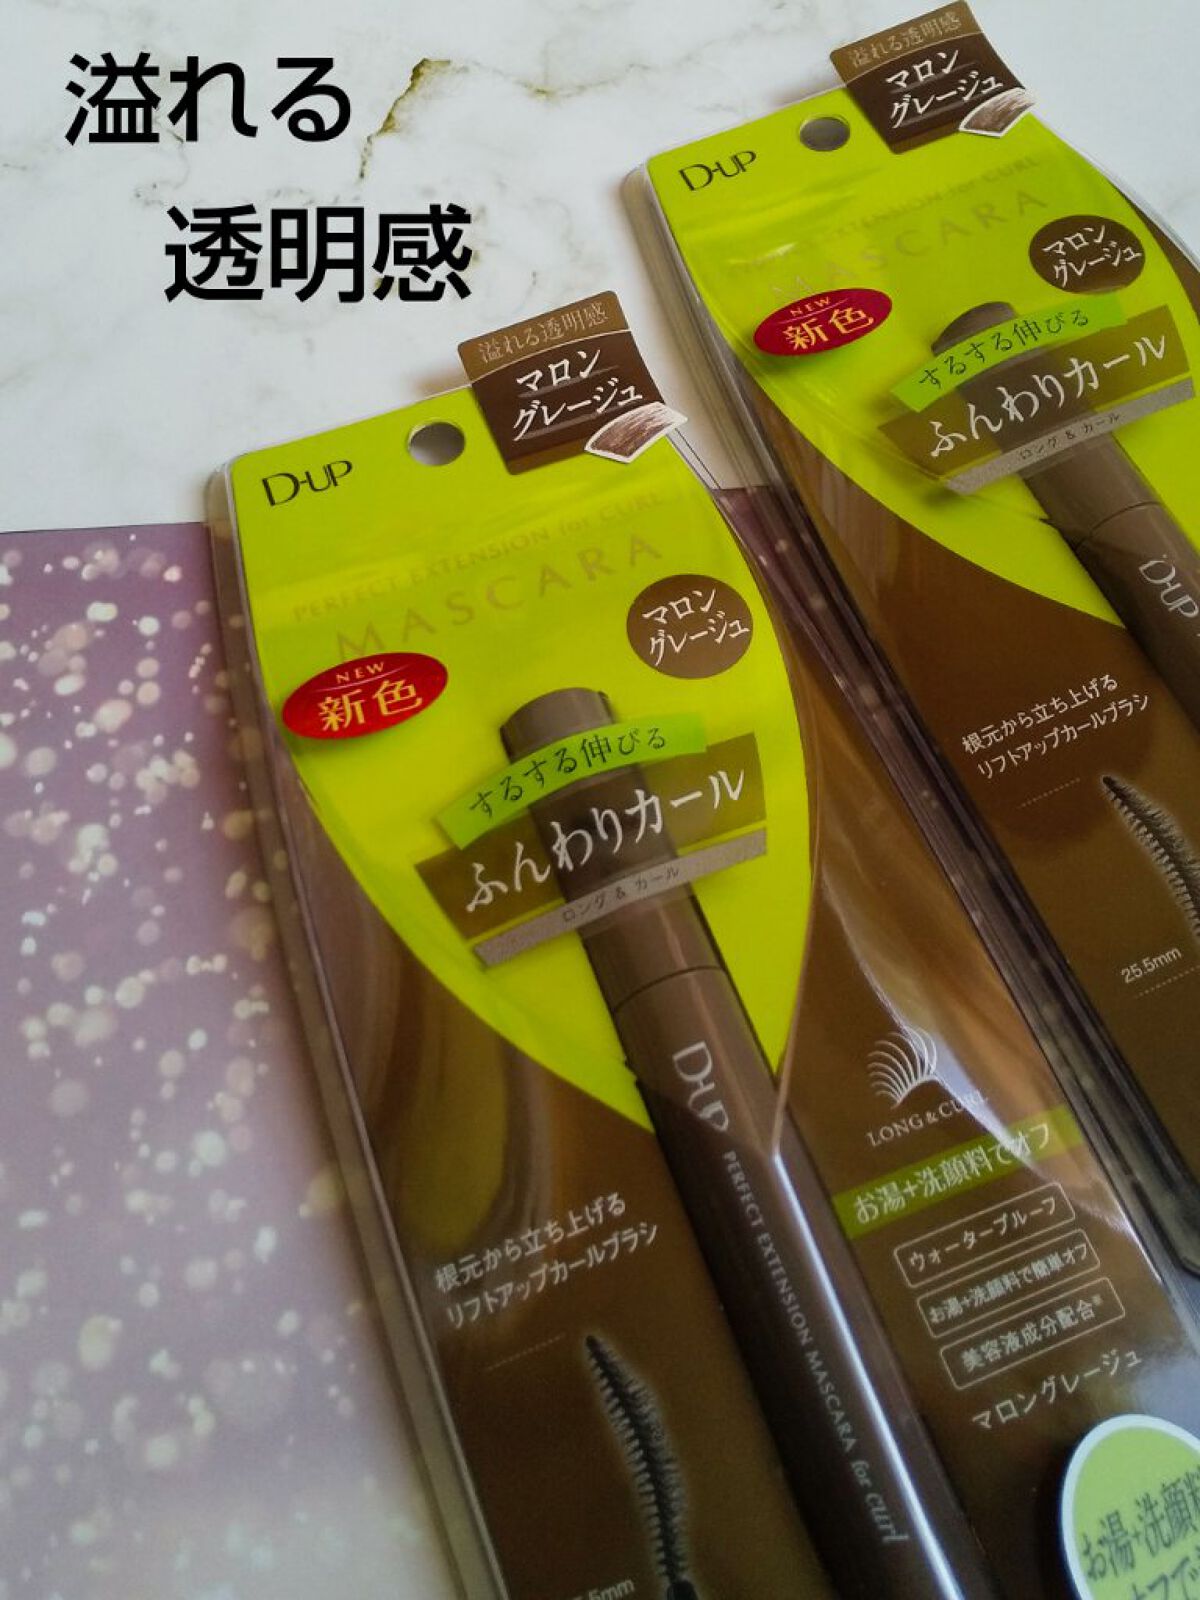 溢れる
透明感
溢れる透明感
マロン
グレージュ
D-UP
PERFECT EXTENSION for CURL
MASCARA
マロン
グレージュ
NEW
新色
するする伸びる
ふんわりカール
ロング & カール
D-UP
PERFECT EXTENSION MASCARA for curl
根元から立ち上げる
リフトアップカールブラシ
5mm
LONG & CURL
お湯+洗顔料でオフ
ウォータープルーフ
お湯+洗顔料で簡単オフ
美容液成分配合※
マロングレージュ
お湯+洗顔料
溢れる透明感
マロン
グレージュ
D-UP
EXTENSION for CURL
MASCARA
マロン
グレージュ
NEW
新色
するする伸びる
ふんわりカール
ロング & カール
D-UP
根元から立ち上げる
リフトアップカールブラシ
25.5mm